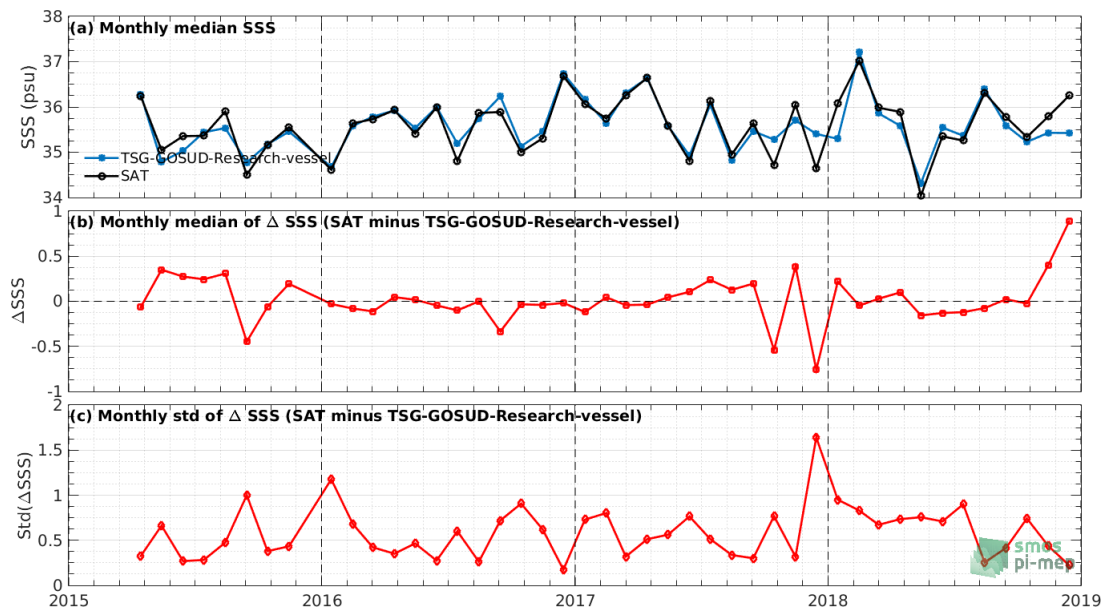 (a) Monthly median SSS
38
37
36
35
34
SSS (psu)
TSG-GOSUD-Research-vessel
SAT
(b) Monthly median of Δ SSS (SAT minus TSG-GOSUD-Research-vessel)
1
0.5
0
-0.5
-1
ΔSSS
(c) Monthly std of Δ SSS (SAT minus TSG-GOSUD-Research-vessel)
2
1.5
1
0.5
0
Std(ΔSSS)
smos
pi-mep
2015
2016
2017
2018
2019